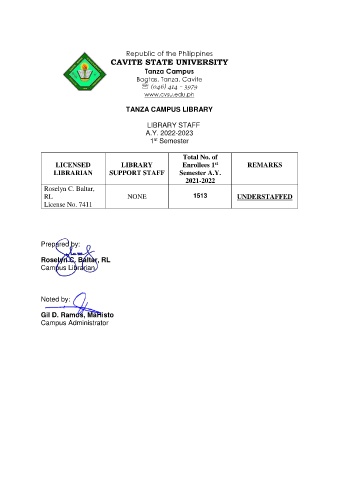 Republic of the Philippines
CAVITE STATE UNIVERSITY
Tanza Campus
Bagtas, Tanza, Cavite
☏ (046) 414 - 3979
www.cvsu.edu.ph
TANZA CAMPUS LIBRARY
LIBRARY STAFF
A.Y. 2022-2023
1st Semester
LICENSED LIBRARIAN
LIBRARY SUPPORT STAFF
Total No. of Enrollees 1st Semester A.Y. 2021-2022
REMARKS
Roselyn C. Baltar, RL
License No. 7411
NONE
1513
UNDERSTAFFED
Prepared by:
Roselyn C. Baltar, RL
Campus Librarian
Noted by:
Gil D. Ramos, MaHisto
Campus Administrator